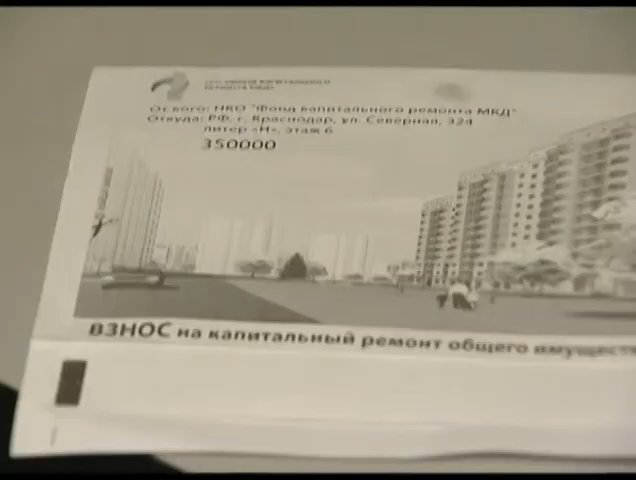 От кого: НКО "Фонд капитального ремонта МКД"
Откуда: РФ, г. Краснодар, ул. Северная, 324
литер «Н», этаж 6
350000
ВЗНОС на капитальный ремонт общего имуществ